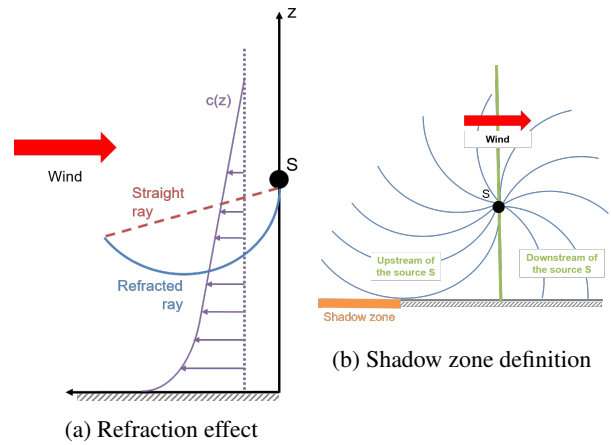 z
c(z)
Wind
S
Straight
ray
Refracted
ray
(a) Refraction effect
Wind
S
Upstream of
the source S
Downstream of
the source S
Shadow zone
(b) Shadow zone definition